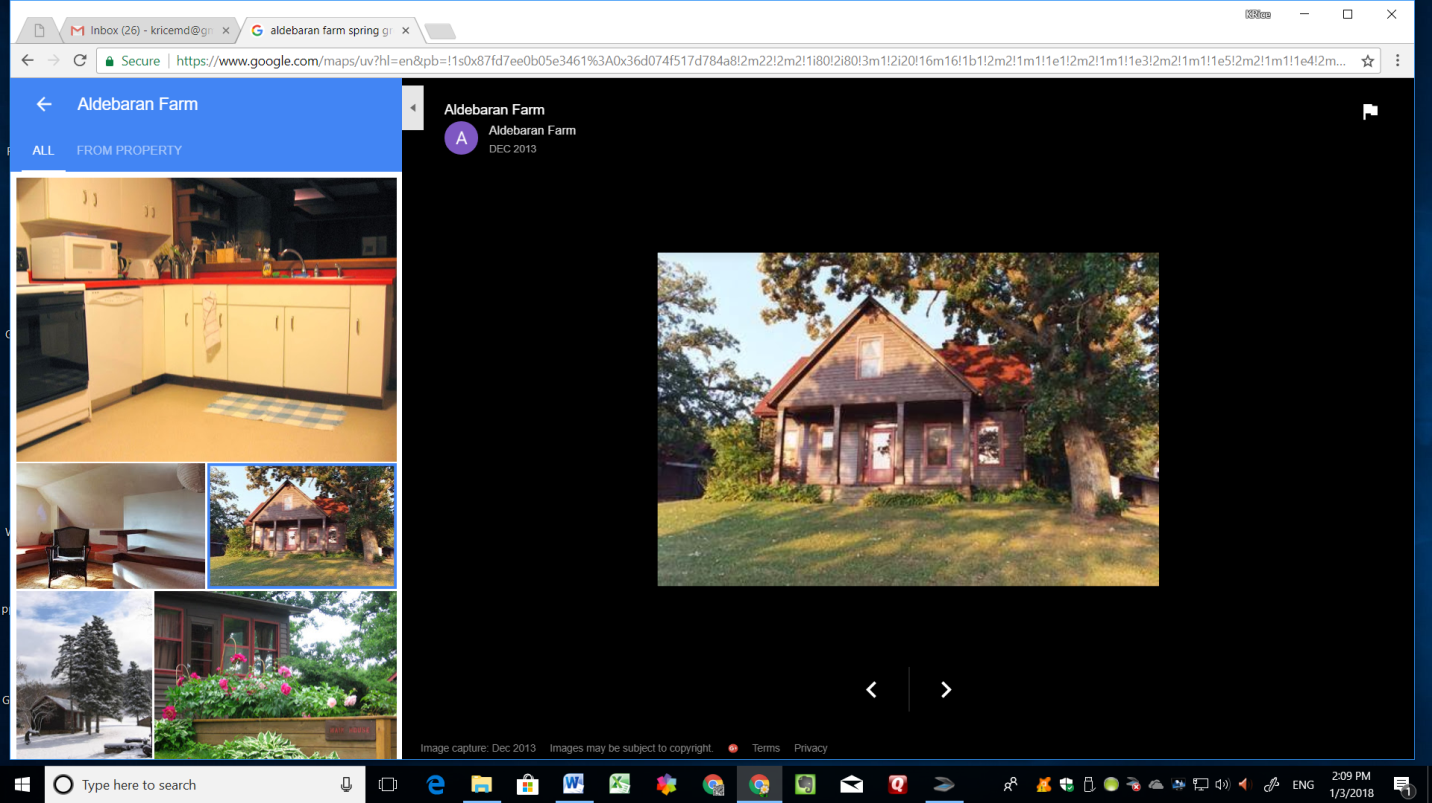 KRice
Inbox (26) - kricemd@gm
aldebaran farm spring gr
Secure
https://www.google.com/maps/uv?hl=en&pb=!1s0x87fd7ee0b05e3461%3A0x36d074f517d784a8!2m22!2m2!1i80!2i80!3m1!2i20!16m16!1b1!2m2!1m1!1e1!2m2!1m1!1e3!2m2!1m1!1e5!2m2!1m1!1e4!2m...
Aldebaran Farm
ALL FROM PROPERTY
Aldebaran Farm
A
Aldebaran Farm
DEC 2013
Image capture: Dec 2013 Images may be subject to copyright. Terms Privacy
Type here to search
ENG
2:09 PM
1/3/2018
1